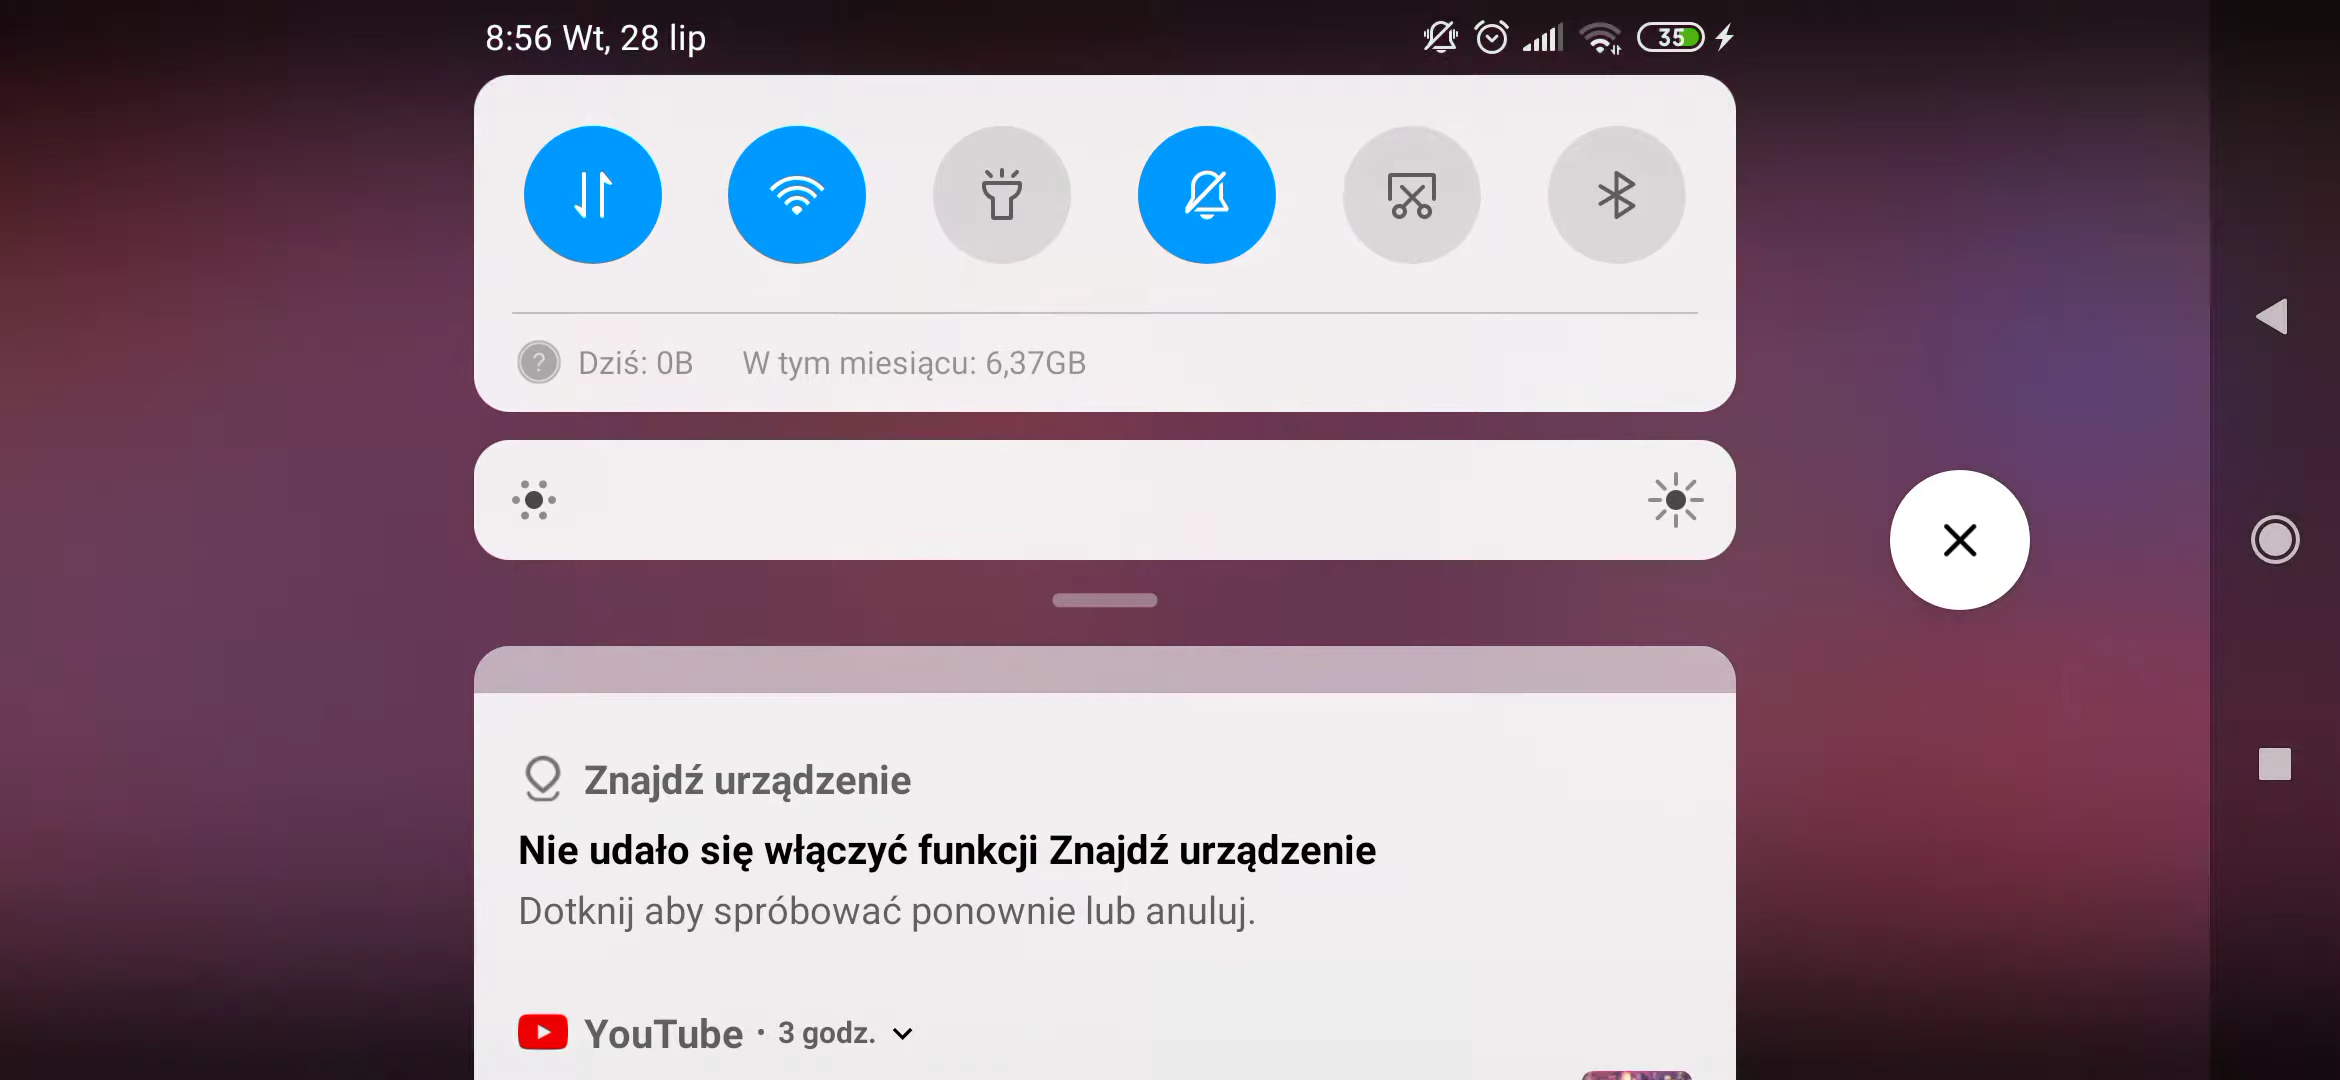 8:56 Wt, 28 lip
35
Dziś: 0B W tym miesiącu: 6,37GB
Znajdź urządzenie
Nie udało się włączyć funkcji Znajdź urządzenie
Dotknij aby spróbować ponownie lub anuluj.
YouTube · 3 godz.